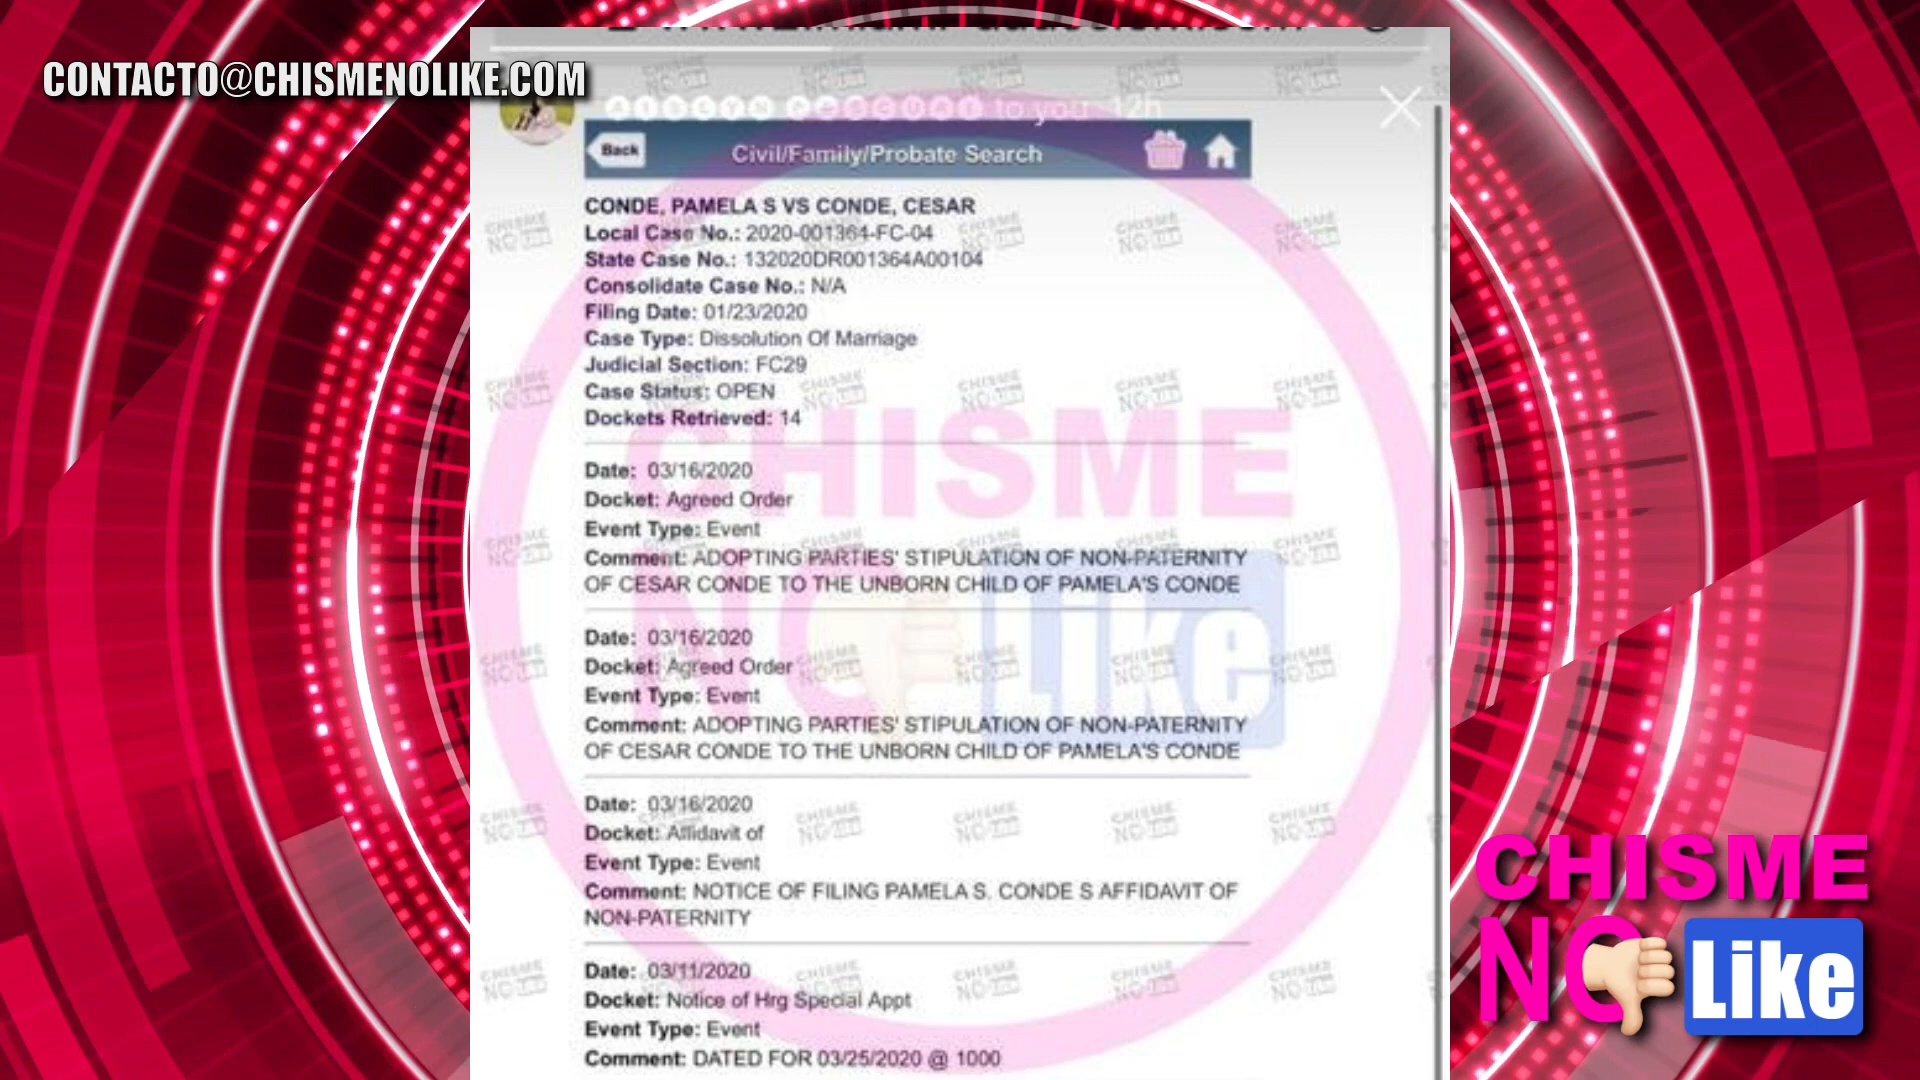 CONTACTO@CHISMENOLIKE.COM
to you 12h
Back
Civil/Family/Probate Search
CONDE, PAMELA S VS CONDE, CESAR
Local Case No.: 2020-001364-FC-04
State Case No.: 132020DR001364A00104
Consolidate Case No.: N/A
Filing Date: 01/23/2020
Case Type: Dissolution Of Marriage
Judicial Section: FC29
Case Status: OPEN
Dockets Retrieved: 14
Date: 03/16/2020
Docket: Agreed Order
Event Type: Event
Comment: ADOPTING PARTIES' STIPULATION OF NON-PATERNITY
OF CESAR CONDE TO THE UNBORN CHILD OF PAMELA'S CONDE
Date: 03/16/2020
Docket: Agreed Order
Event Type: Event
Comment: ADOPTING PARTIES' STIPULATION OF NON-PATERNITY
OF CESAR CONDE TO THE UNBORN CHILD OF PAMELA'S CONDE
Date: 03/16/2020
Docket: Affidavit of
Event Type: Event
Comment: NOTICE OF FILING PAMELA S. CONDE S AFFIDAVIT OF
NON-PATERNITY
Date: 03/11/2020
Docket: Notice of Hrg Special Appt
Event Type: Event
Comment: DATED FOR 03/25/2020 @ 1000
CHISME
NO Like
CHISME
NO Like